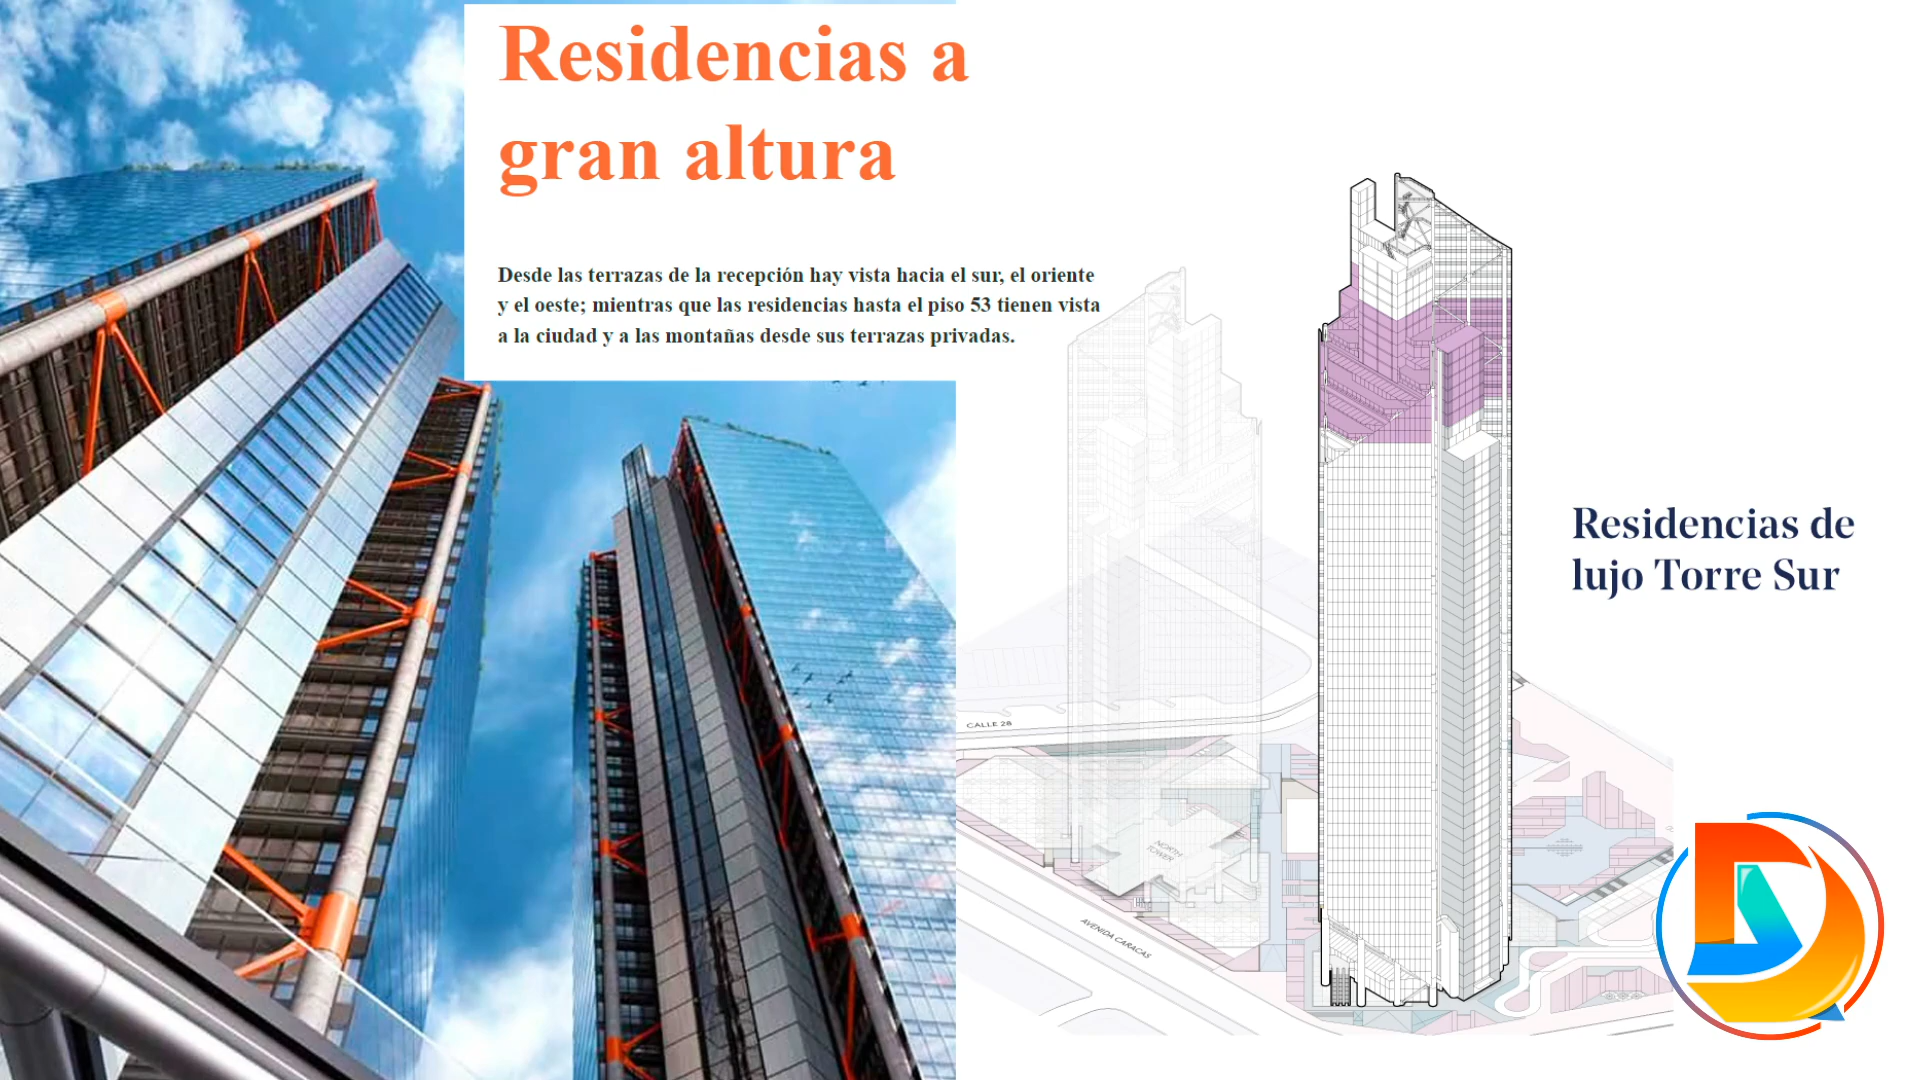 Residencias a
gran altura
Desde las terrazas de la recepción hay vista hacia el sur, el oriente
y el oeste; mientras que las residencias hasta el piso 53 tienen vista
a la ciudad y a las montañas desde sus terrazas privadas.
Residencias de
lujo Torre Sur
CALLE 28
NORTH
TOWER
AVENIDA CARACAS